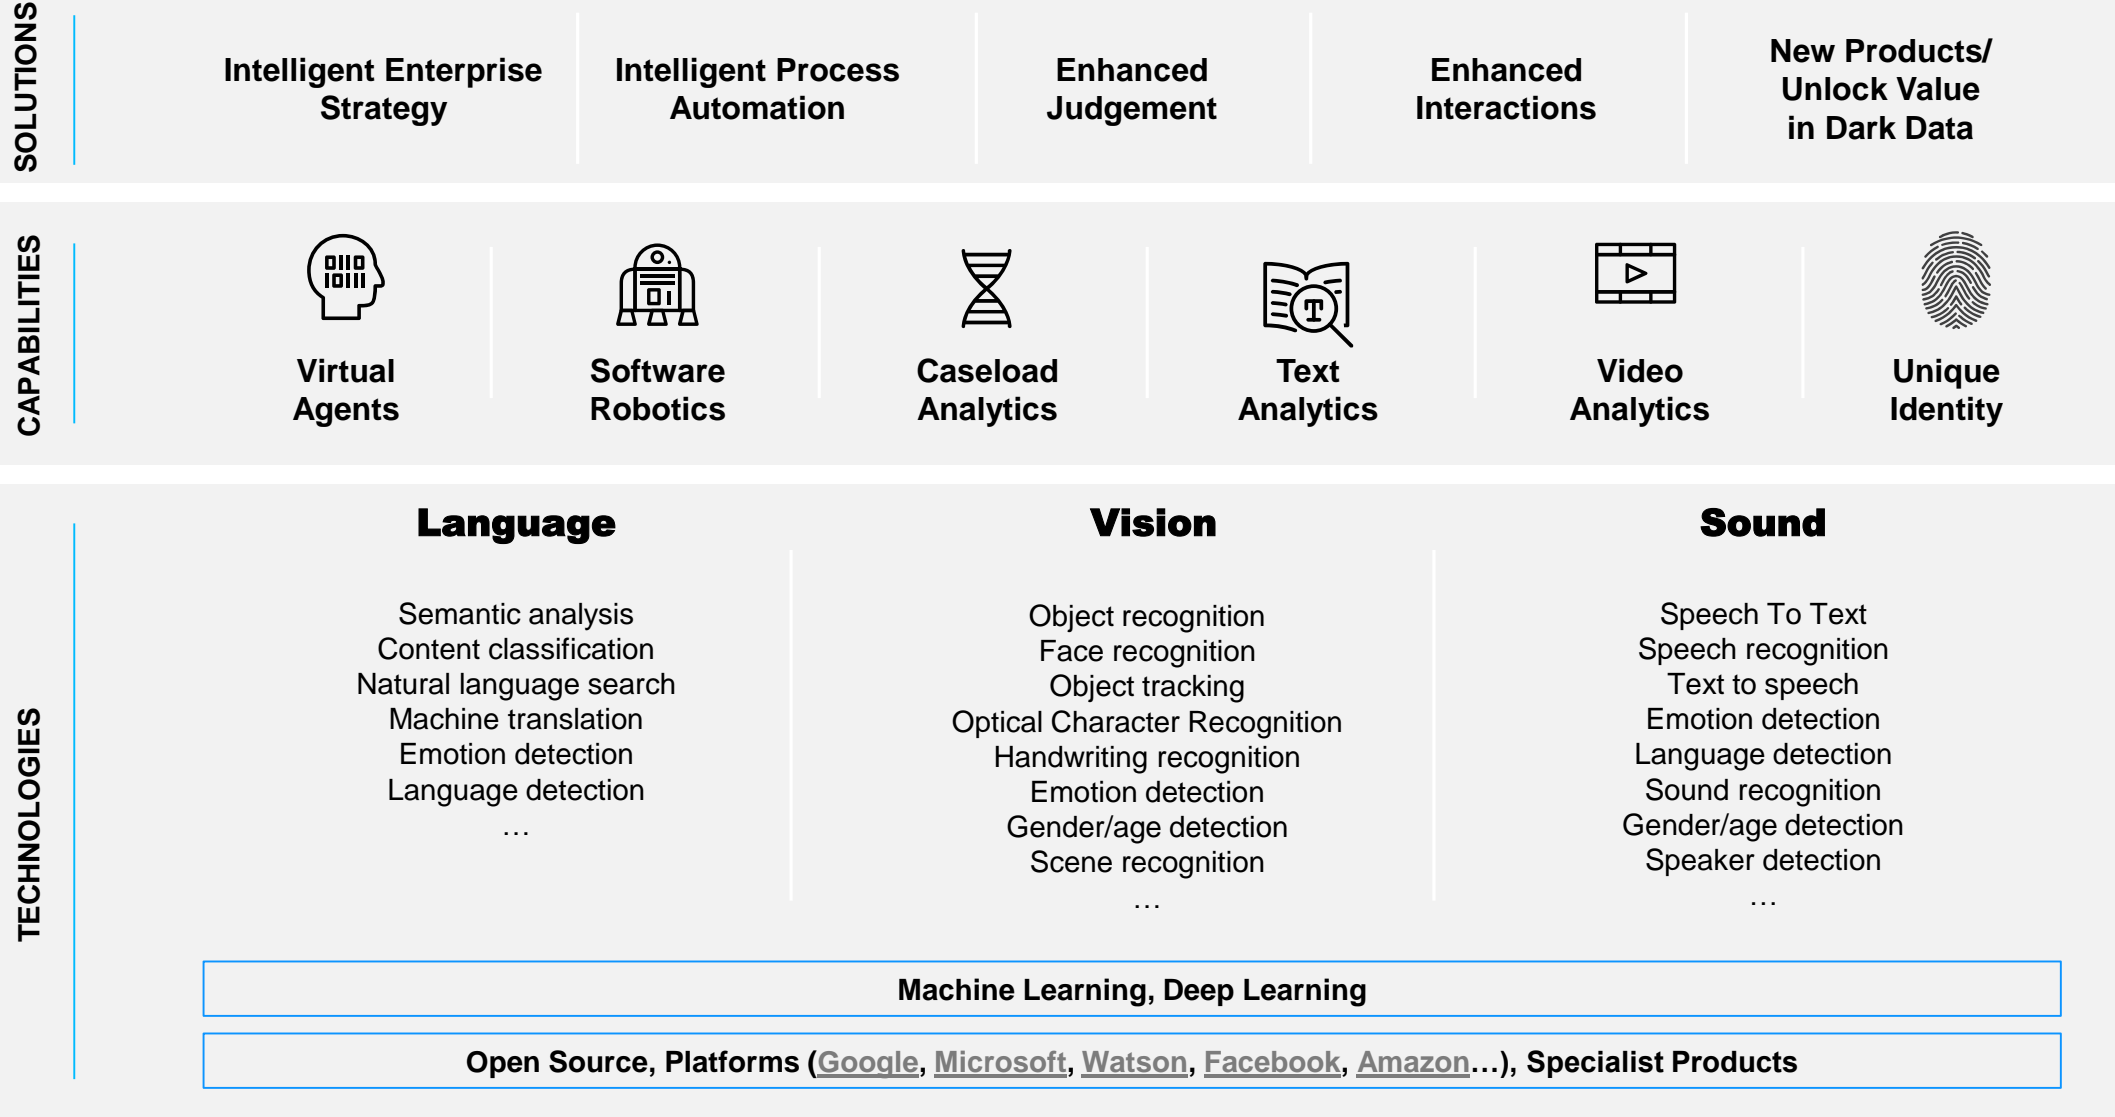 SOLUTIONS
Intelligent Enterprise
Strategy
Intelligent Process
Automation
Enhanced
Judgement
Enhanced
Interactions
New Products/
Unlock Value
in Dark Data
CAPABILITIES
0110
10111
Virtual
Agents
Software
Robotics
Caseload
Analytics
T
Text
Analytics
Video
Analytics
Unique
Identity
TECHNOLOGIES
Language
Semantic analysis
Content classification
Natural language search
Machine translation
Emotion detection
Language detection
…
Vision
Object recognition
Face recognition
Object tracking
Optical Character Recognition
Handwriting recognition
Emotion detection
Gender/age detection
Scene recognition
…
Sound
Speech To Text
Speech recognition
Text to speech
Emotion detection
Language detection
Sound recognition
Gender/age detection
Speaker detection
…
Machine Learning, Deep Learning
Open Source, Platforms (Google, Microsoft, Watson, Facebook, Amazon…), Specialist Products